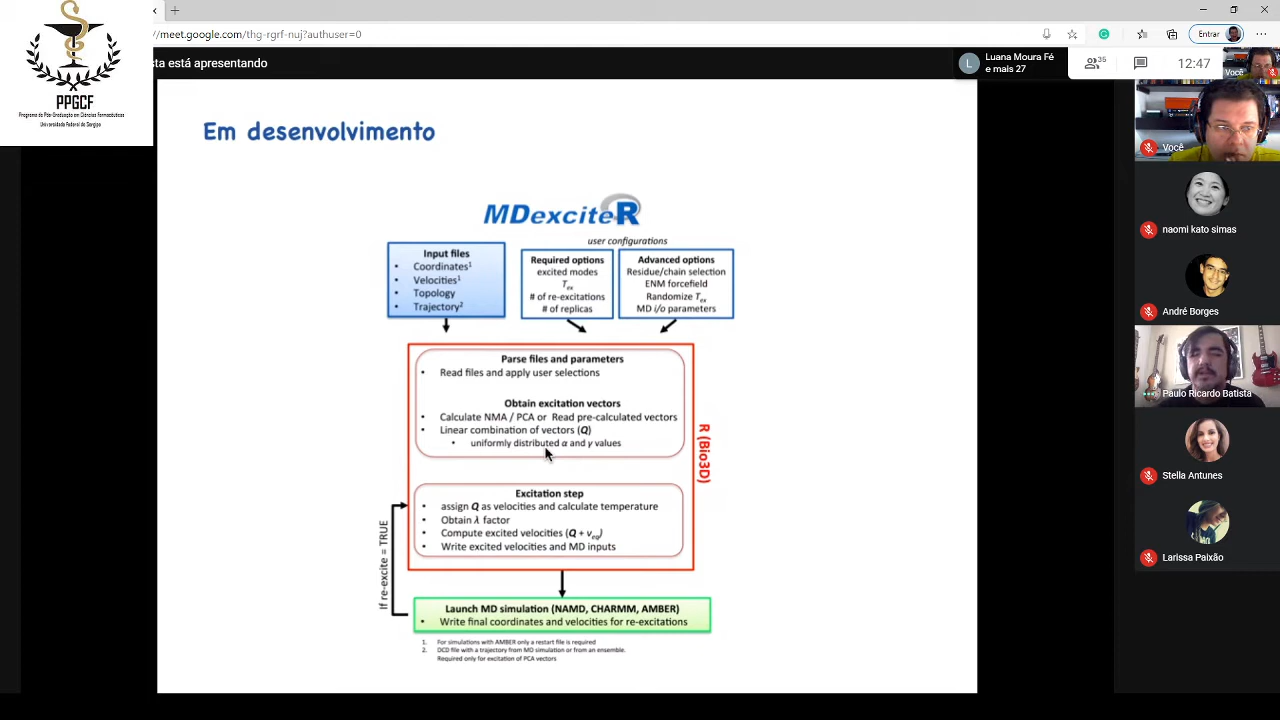 //meet.google.com/thg-rgf-nuj?authuser=0
Entrar
PPGCF
Programa de Pós-Graduação em Ciências Farmacêuticas
Universidade Federal de Sergipe
sta está apresentando
L
Luana Moura Fé
e mais 27
35
12:47
Você
Você
naomi kato simas
André Borges
Paulo Ricardo Batista
Stella Antunes
Larissa Paixão
Em desenvolvimento
MDexciteR
user configurations
Input files
• Coordinates¹
• Velocities¹
• Topology
• Trajectory²
Required options
excited modes
Tex
# of re-excitations
# of replicas
Advanced options
Residue/chain selection
ENM forcefield
Randomize Tex
MD i/o parameters
Parse files and parameters
• Read files and apply user selections
Obtain excitation vectors
• Calculate NMA / PCA or Read pre-calculated vectors
• Linear combination of vectors (Q)
• uniformly distributed α and γ values
R (Bio3D)
Excitation step
• assign Q as velocities and calculate temperature
• Obtain λ factor
• Compute excited velocities (Q + veq)
• Write excited velocities and MD inputs
If re-excite = TRUE
Launch MD simulation (NAMD, CHARMM, AMBER)
• Write final coordinates and velocities for re-excitations
1. For simulations with AMBER only a restart file is required
2. DCD file with a trajectory from MD simulation or from an ensemble.
Required only for excitation of PCA vectors